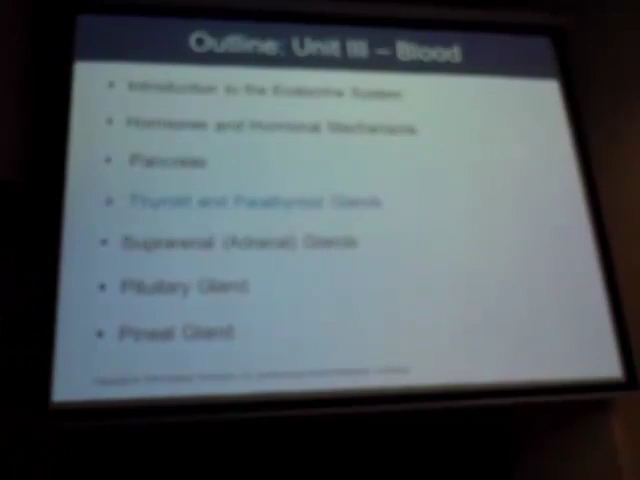 Outline: Unit III – Blood
• Introduction to the Endocrine System
• Hormones and Hormonal Mechanisms
• Pancreas
• Thyroid and Parathyroid Glands
• Suprarenal (Adrenal) Glands
• Pituitary Gland
• Pineal Gland